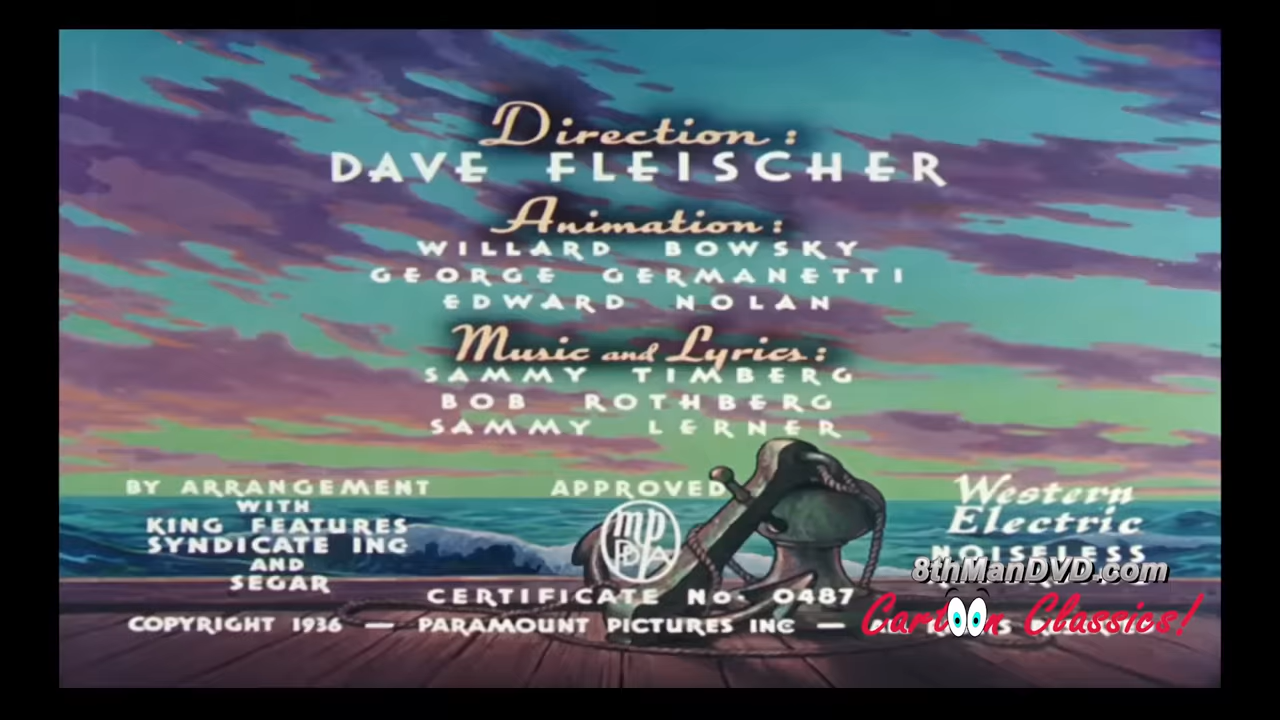 Direction:
DAVE FLEISCHER
Animation:
WILLARD BOWSKY
GEORGE GERMANETTI
EDWARD NOLAN
Music and Lyrics:
SAMMY TIMBERG
BOB ROTHBERG
SAMMY LERNER
BY ARRANGEMENT
WITH
KING FEATURES
SYNDICATE INC
AND
SEGAR
APPROVED
MPPDA
CERTIFICATE No. 0487
Western
Electric
NOISELESS
8thManDVD.com
Cartoon Classics!
COPYRIGHT 1936 — PARAMOUNT PICTURES INC —